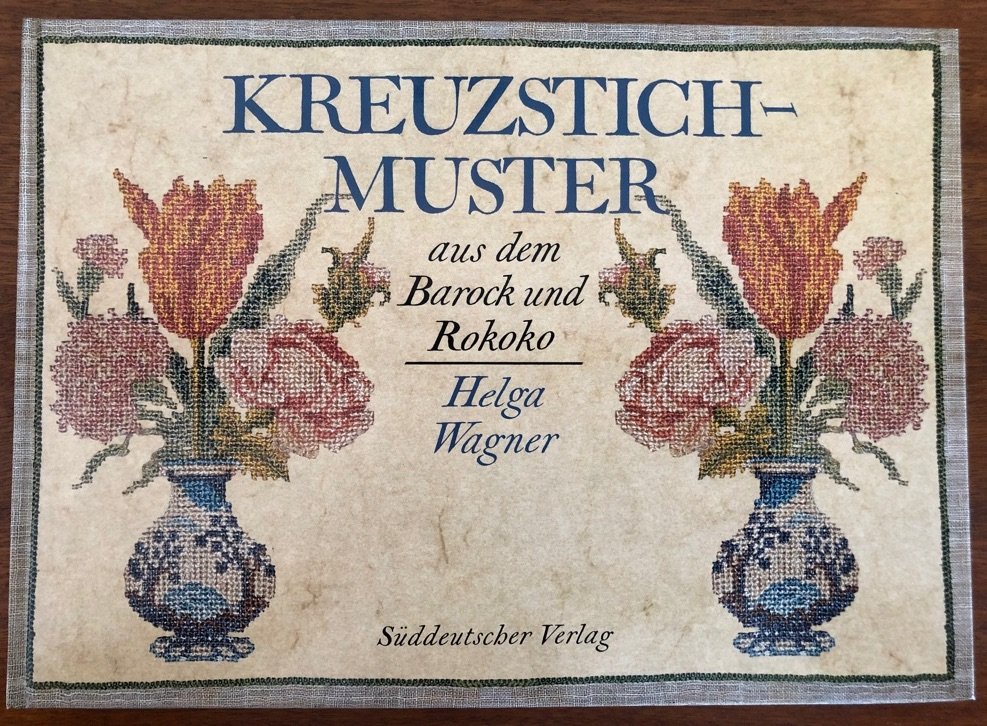 KREUZSTICH-
MUSTER
aus dem
Barock und
Rokoko
Helga
Wagner
Süddeutscher Verlag